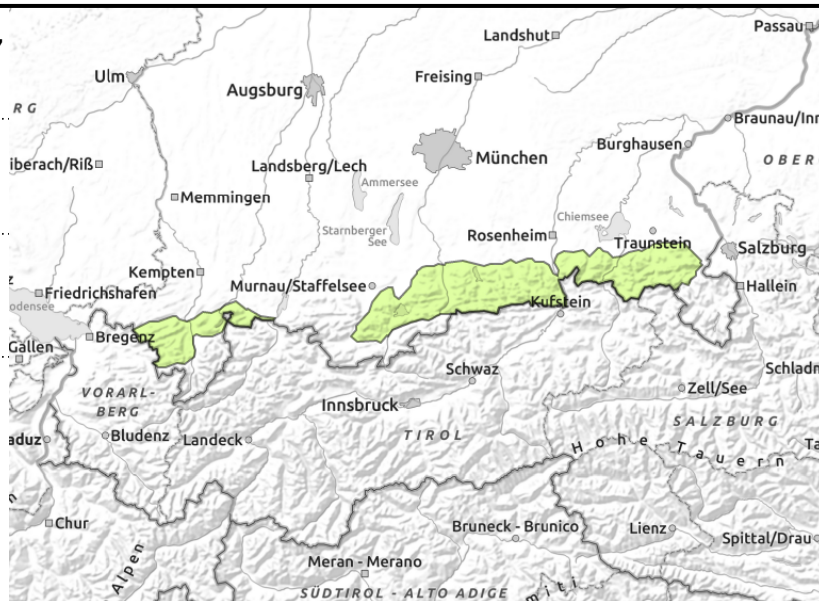 Passau
Landshut
Ulm
Freising
Augsburg
RG
Braunau/Inn
Burghausen
iberach/Riß
Landsberg/Lech
München
OBER
Ammersee
Memmingen
Chiemsee
Starnberger
See
Rosenheim
Traunstein
Salzburg
Kempten
Murnau/Staffelsee
Hallein
Friedrichshafen
odensee
Kufstein
Bregenz
Gallen
Schwaz
Schladm
Zell/See
VORARL-
BERG
Innsbruck
SALZBURG
aduz
Bludenz
Landeck
TIROL
Hohe Tauern
Ta
Chur
Bruneck - Brunico
Lienz
Spittal/Drau
Alpen
Meran - Merano
SÜDTIROL - ALTO ADIGE
miti